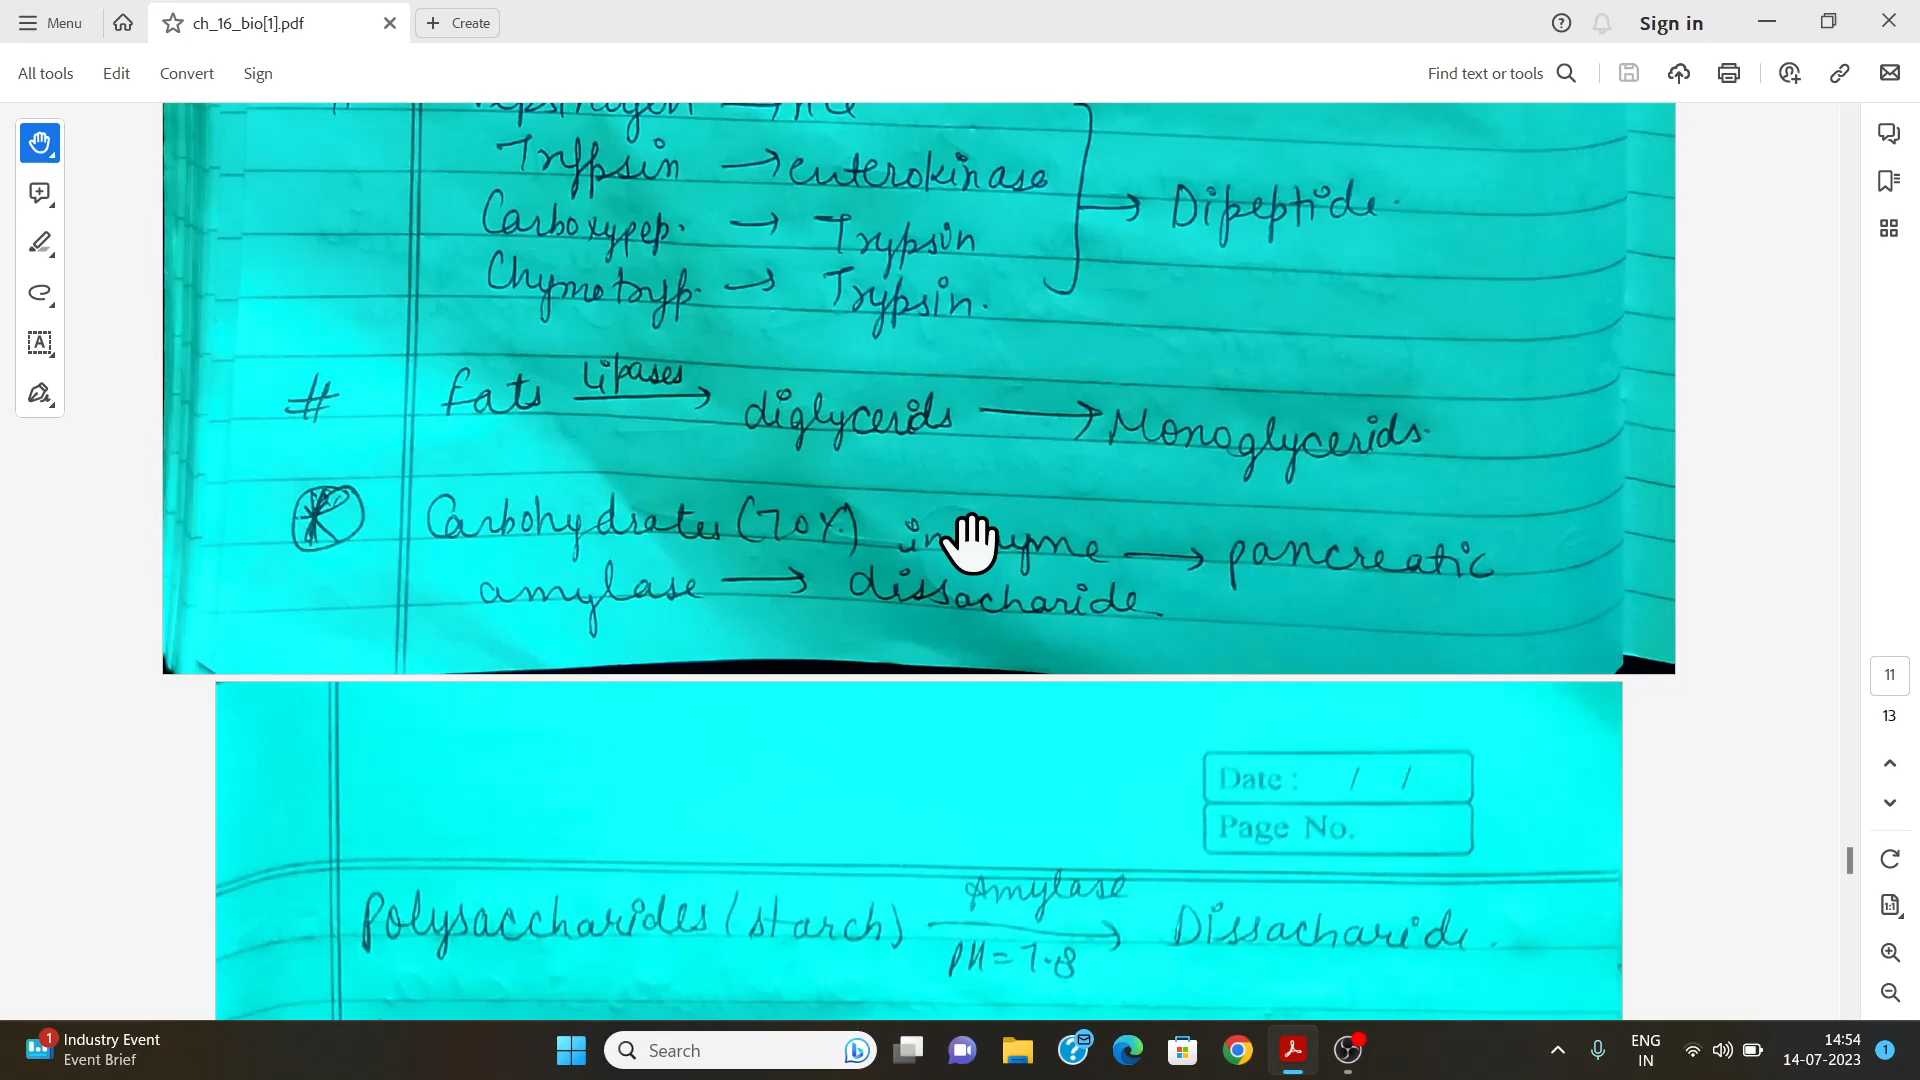 Menu
ch_16_bio[1].pdf
Create
Sign in
All tools
Edit
Convert
Sign
Find text or tools
Trypsin → enterokinase
Carboxypep. → Trypsin
→ Dipeptide.
Chymotryp. → Trypsin.
# fats Lipases → diglycerids → Monoglycerids.
Carbohydrates (70%) → pancreatic
amylase → dissacharide.
Date : / /
Page No.
Polysaccharides (starch) Amylase → Dissacharide.
PH = 7.8
11
13
1 Industry Event
Event Brief
Search
ENG
IN
14:54
14-07-2023
1